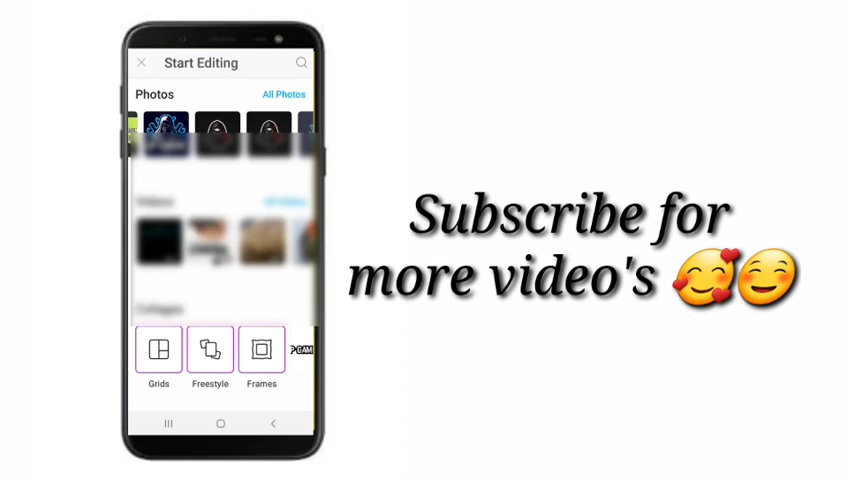 Start Editing
Photos
All Photos
Grids
Freestyle
Frames
Subscribe for
more video's 🥰😊